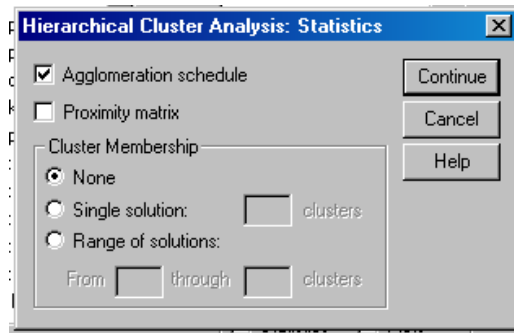 Hierarchical Cluster Analysis: Statistics
Agglomeration schedule
Continue
Proximity matrix
Cancel
Cluster Membership
Help
None
Single solution: clusters
Range of solutions:
From through clusters